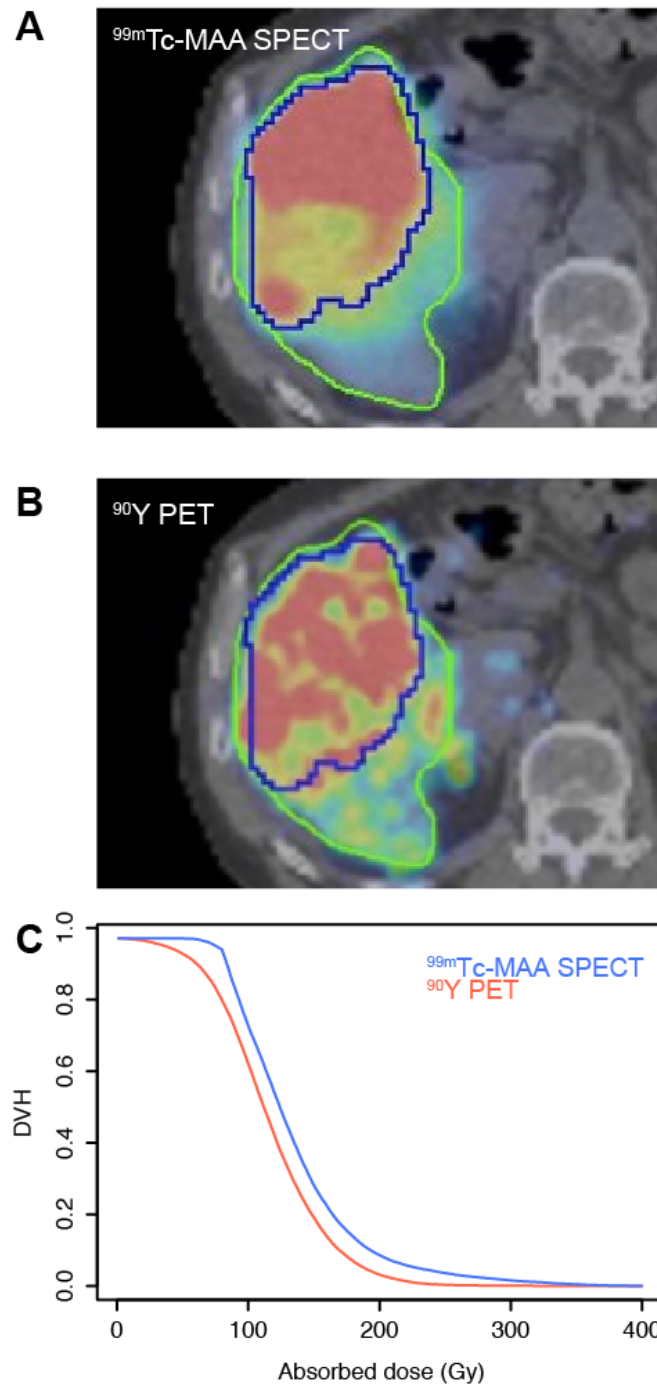 A
⁹⁹ᵐTc-MAA SPECT
B
⁹⁰Y PET
C
⁹⁹ᵐTc-MAA SPECT
⁹⁰Y PET
DVH
1.0
0.8
0.6
0.4
0.2
0.0
0 100 200 300 400
Absorbed dose (Gy)